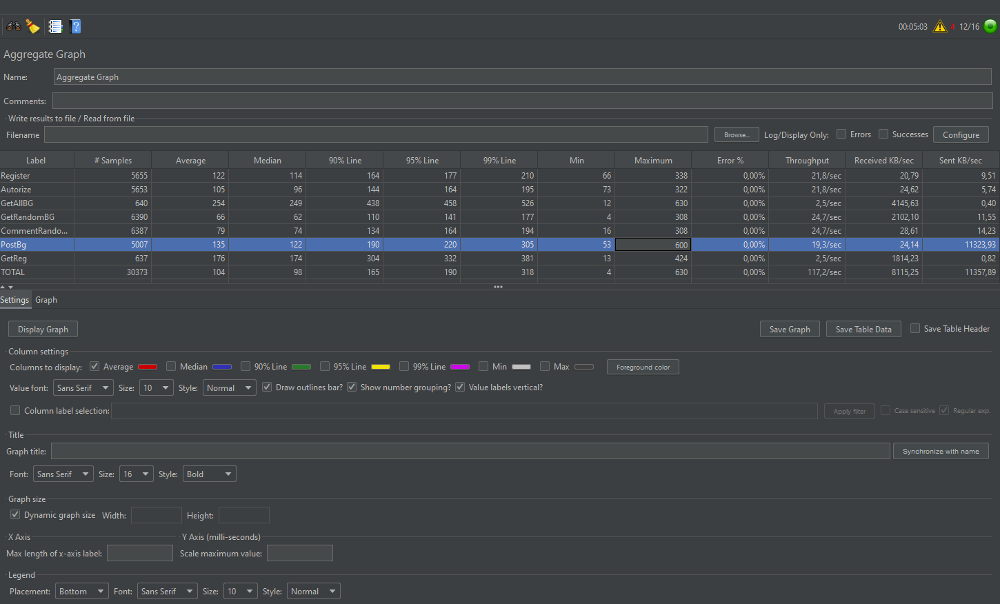 00:05:03 4 12/16
Aggregate Graph
Name: Aggregate Graph
Comments:
Write results to file / Read from file
Filename Browse... Log/Display Only: Errors Successes Configure
Label # Samples Average Median 90% Line 95% Line 99% Line Min Maximum Error % Throughput Received KB/sec Sent KB/sec
Register 5655 122 114 164 177 210 66 338 0,00% 21,8/sec 20,79 9,51
Autorize 5653 105 96 144 164 195 73 322 0,00% 21,8/sec 24,62 5,74
GetAllBG 640 254 249 438 458 526 12 630 0,00% 2,5/sec 4145,63 0,40
GetRandomBG 6390 66 62 110 141 177 4 308 0,00% 24,7/sec 2102,10 11,55
CommentRando... 6387 79 74 134 164 194 16 308 0,00% 24,7/sec 28,61 14,23
PostBg 5007 135 122 190 220 305 53 600 0,00% 19,3/sec 24,14 11323,93
GetReg 637 176 174 304 332 381 13 424 0,00% 2,5/sec 1814,23 0,82
TOTAL 30373 104 98 165 190 318 4 630 0,00% 117,2/sec 8115,25 11357,89
Settings Graph
Display Graph Save Graph Save Table Data Save Table Header
Column settings
Columns to display: Average Median 90% Line 95% Line 99% Line Min Max Foreground color
Value font: Sans Serif Size: 10 Style: Normal Draw outlines bar? Show number grouping? Value labels vertical?
Column label selection: Apply filter Case sensitive Regular exp.
Title
Graph title: Synchronize with name
Font: Sans Serif Size: 16 Style: Bold
Graph size
Dynamic graph size Width: Height:
X Axis Y Axis (milli-seconds)
Max length of x-axis label: Scale maximum value:
Legend
Placement: Bottom Font: Sans Serif Size: 10 Style: Normal